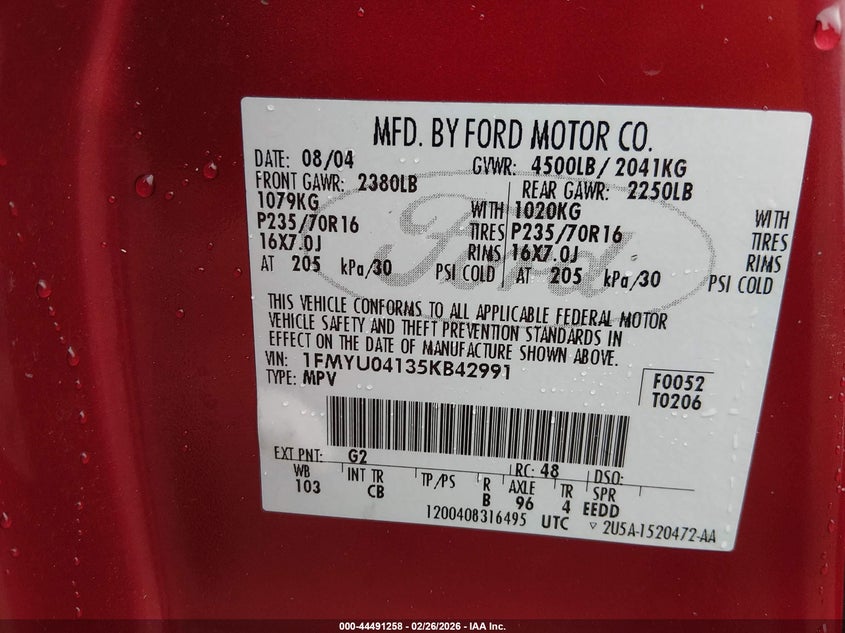 MFD. BY FORD MOTOR CO.
DATE: 08/04 GVWR: 4500LB/ 2041KG
FRONT GAWR: 2380LB REAR GAWR: 2250LB
1079KG WITH 1020KG WITH
P235/70R16 TIRES P235/70R16 TIRES
16X7.0J RIMS 16X7.0J RIMS
AT 205 kPa/30 PSI COLD AT 205 kPa/30 PSI COLD
Ford
THIS VEHICLE CONFORMS TO ALL APPLICABLE FEDERAL MOTOR
VEHICLE SAFETY AND THEFT PREVENTION STANDARDS IN
EFFECT ON THE DATE OF MANUFACTURE SHOWN ABOVE.
VIN: 1FMYU04135KB42991
TYPE: MPV
F0052
T0206
EXT PNT: G2 RC: 48 DSO:
WB INT TR TP/PS R AXLE TR SPR
103 CB B 96 4 EEDD
1200408316495 UTC ▽ 2U5A-1520472-AA
000-44491258 - 02/26/2026 - IAA Inc.